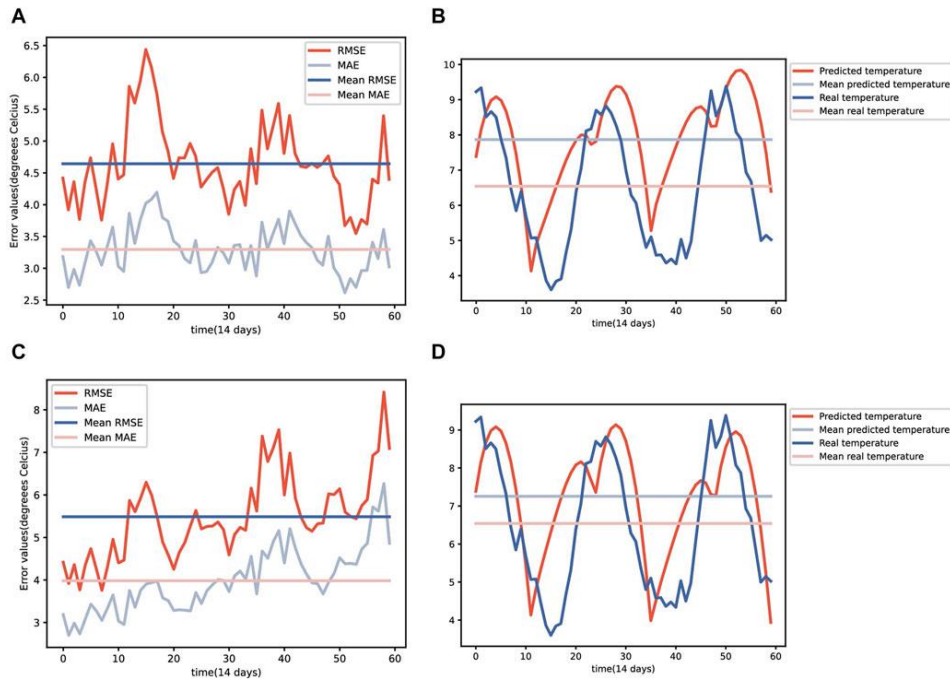 A
Error values(degreees Celcius)
6.5
6.0
5.5
5.0
4.5
4.0
3.5
3.0
2.5
RMSE
MAE
Mean RMSE
Mean MAE
0 10 20 30 40 50 60
time(14 days)
B
10
9
8
7
6
5
4
0 10 20 30 40 50 60
time(14 days)
Predicted temperature
Mean predicted temperature
Real temperature
Mean real temperature
C
Error values(degreees Celcius)
8
7
6
5
4
3
RMSE
MAE
Mean RMSE
Mean MAE
0 10 20 30 40 50 60
time(14 days)
D
9
8
7
6
5
4
0 10 20 30 40 50 60
time(14 days)
Predicted temperature
Mean predicted temperature
Real temperature
Mean real temperature